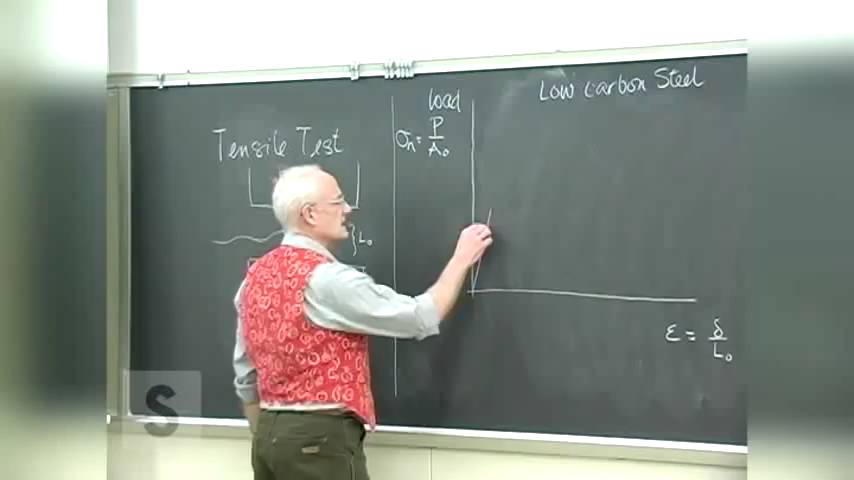 Tensile Test
L₀
load
σn = P/A₀
Low Carbon Steel
ε = δ/L₀
S